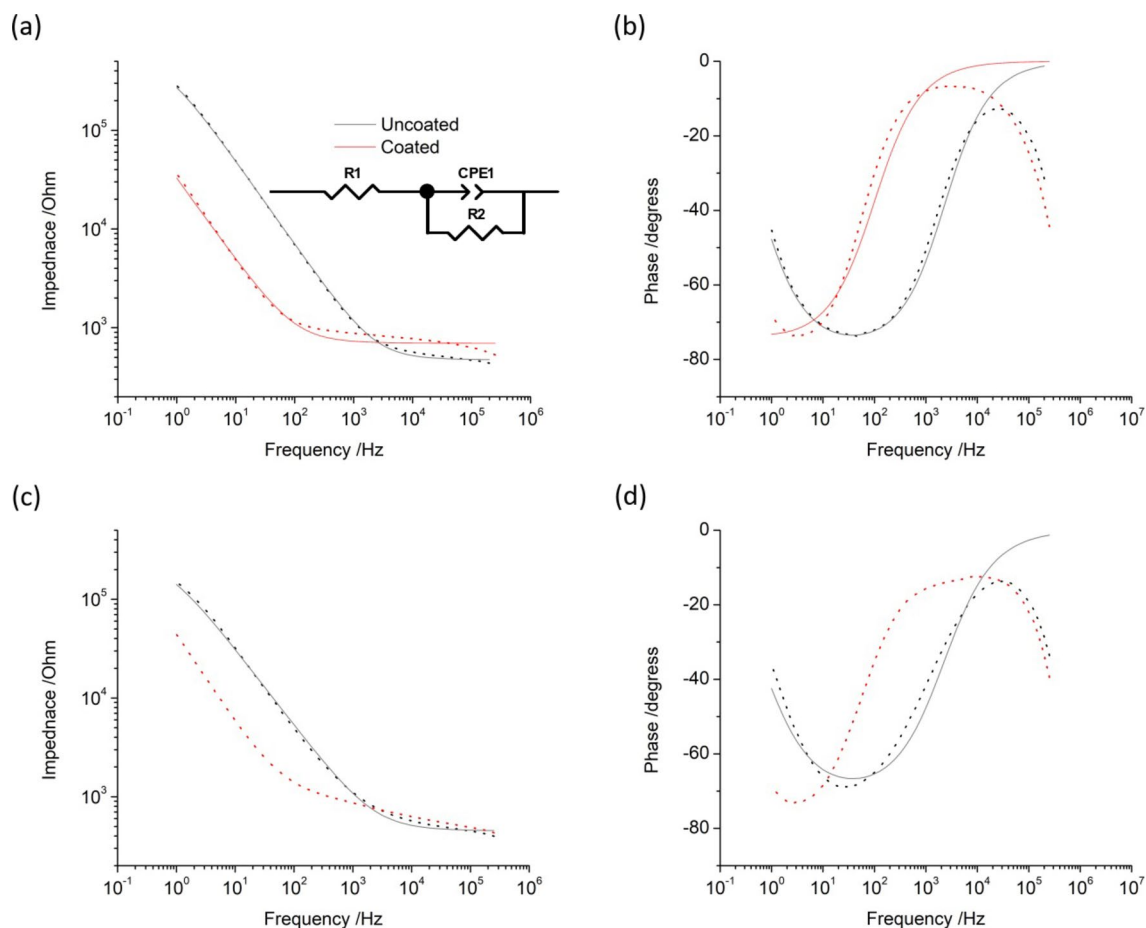 (a)
10^5
10^4
10^3
Impednace /Ohm
Uncoated
Coated
R1
CPE1
R2
10^-1 10^0 10^1 10^2 10^3 10^4 10^5 10^6
Frequency /Hz
(b)
0
-20
-40
-60
-80
Phase /degress
10^-1 10^0 10^1 10^2 10^3 10^4 10^5 10^6 10^7
Frequency /Hz
(c)
10^5
10^4
10^3
Impednace /Ohm
10^-1 10^0 10^1 10^2 10^3 10^4 10^5 10^6
Frequency /Hz
(d)
0
-20
-40
-60
-80
Phase /degress
10^-1 10^0 10^1 10^2 10^3 10^4 10^5 10^6 10^7
Frequency /Hz